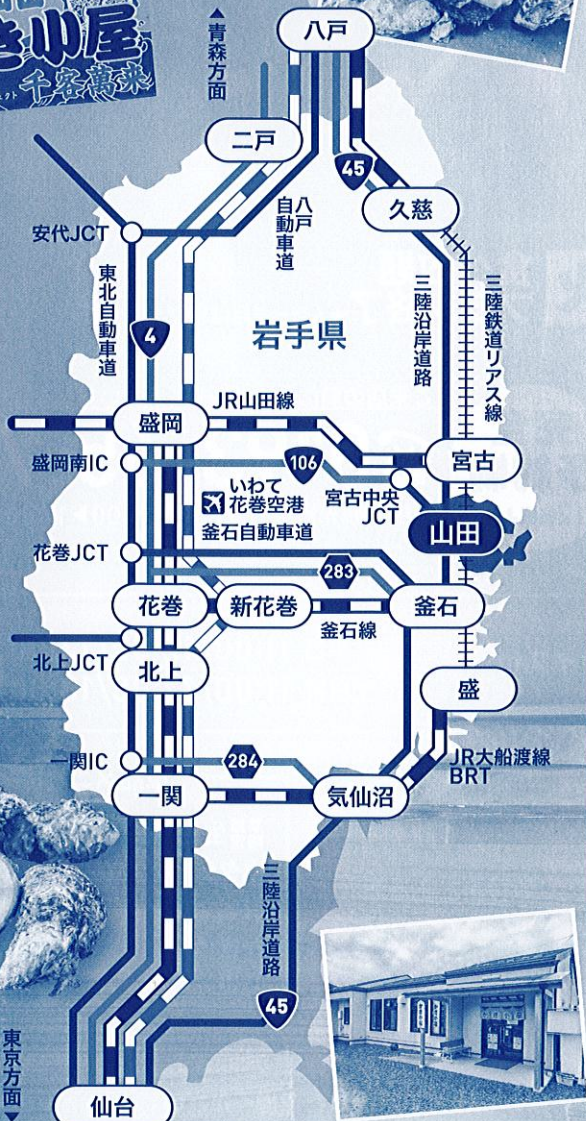 き小屋
千客萬来
▲青森方面
八戸
二戸
45
久慈
安代JCT
八戸
自動車道
東北自動車道
4
岩手県
三陸沿岸道路
三陸鉄道リアス線
JR山田線
盛岡
盛岡南IC
106
宮古
いわて
花巻空港
宮古中央
JCT
釜石自動車道
山田
花巻JCT
283
花巻
新花巻
釜石
釜石線
北上JCT
北上
盛
一関IC
284
JR大船渡線
BRT
一関
気仙沼
三陸沿岸道路
45
東京方面▼
仙台